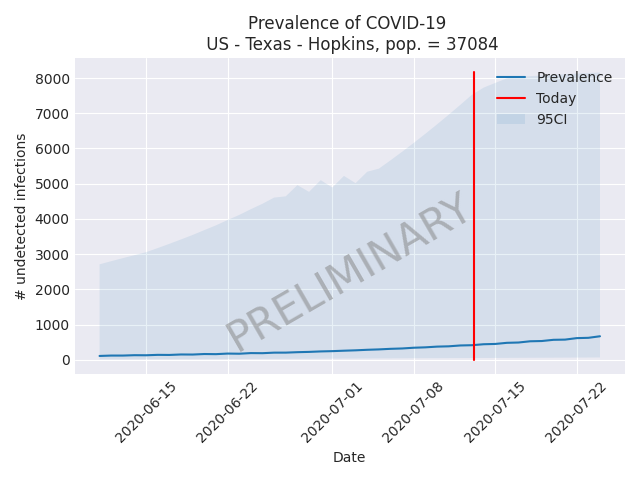 Prevalence of COVID-19
US - Texas - Hopkins, pop. = 37084
Prevalence
Today
95CI
# undetected infections
8000
7000
6000
5000
4000
3000
2000
1000
0
PRELIMINARY
2020-06-15
2020-06-22
2020-07-01
2020-07-08
2020-07-15
2020-07-22
Date